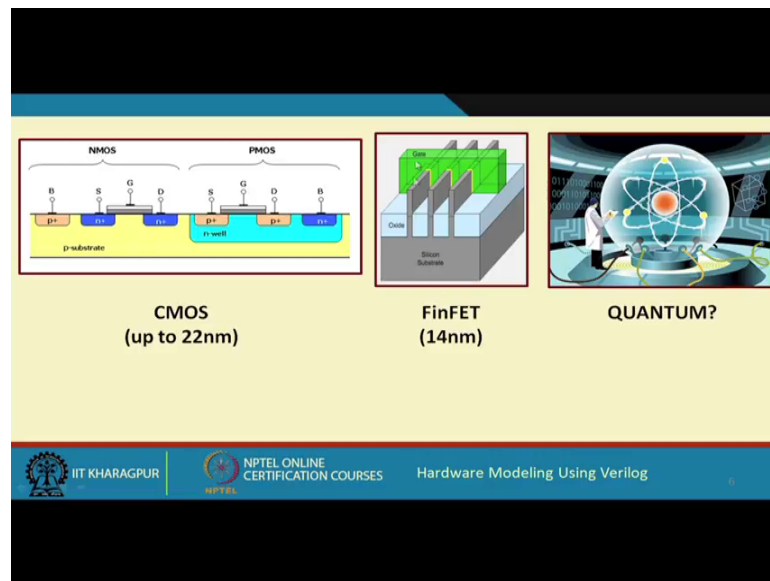 NMOS
PMOS
B
S
G
D
S
G
D
B
p+
n+
n+
p+
p+
n+
n-well
p-substrate
Gate
Oxide
Silicon
Substrate
CMOS
(up to 22nm)
FinFET
(14nm)
QUANTUM?
IIT KHARAGPUR
NPTEL
NPTEL ONLINE
CERTIFICATION COURSES
Hardware Modeling Using Verilog
6